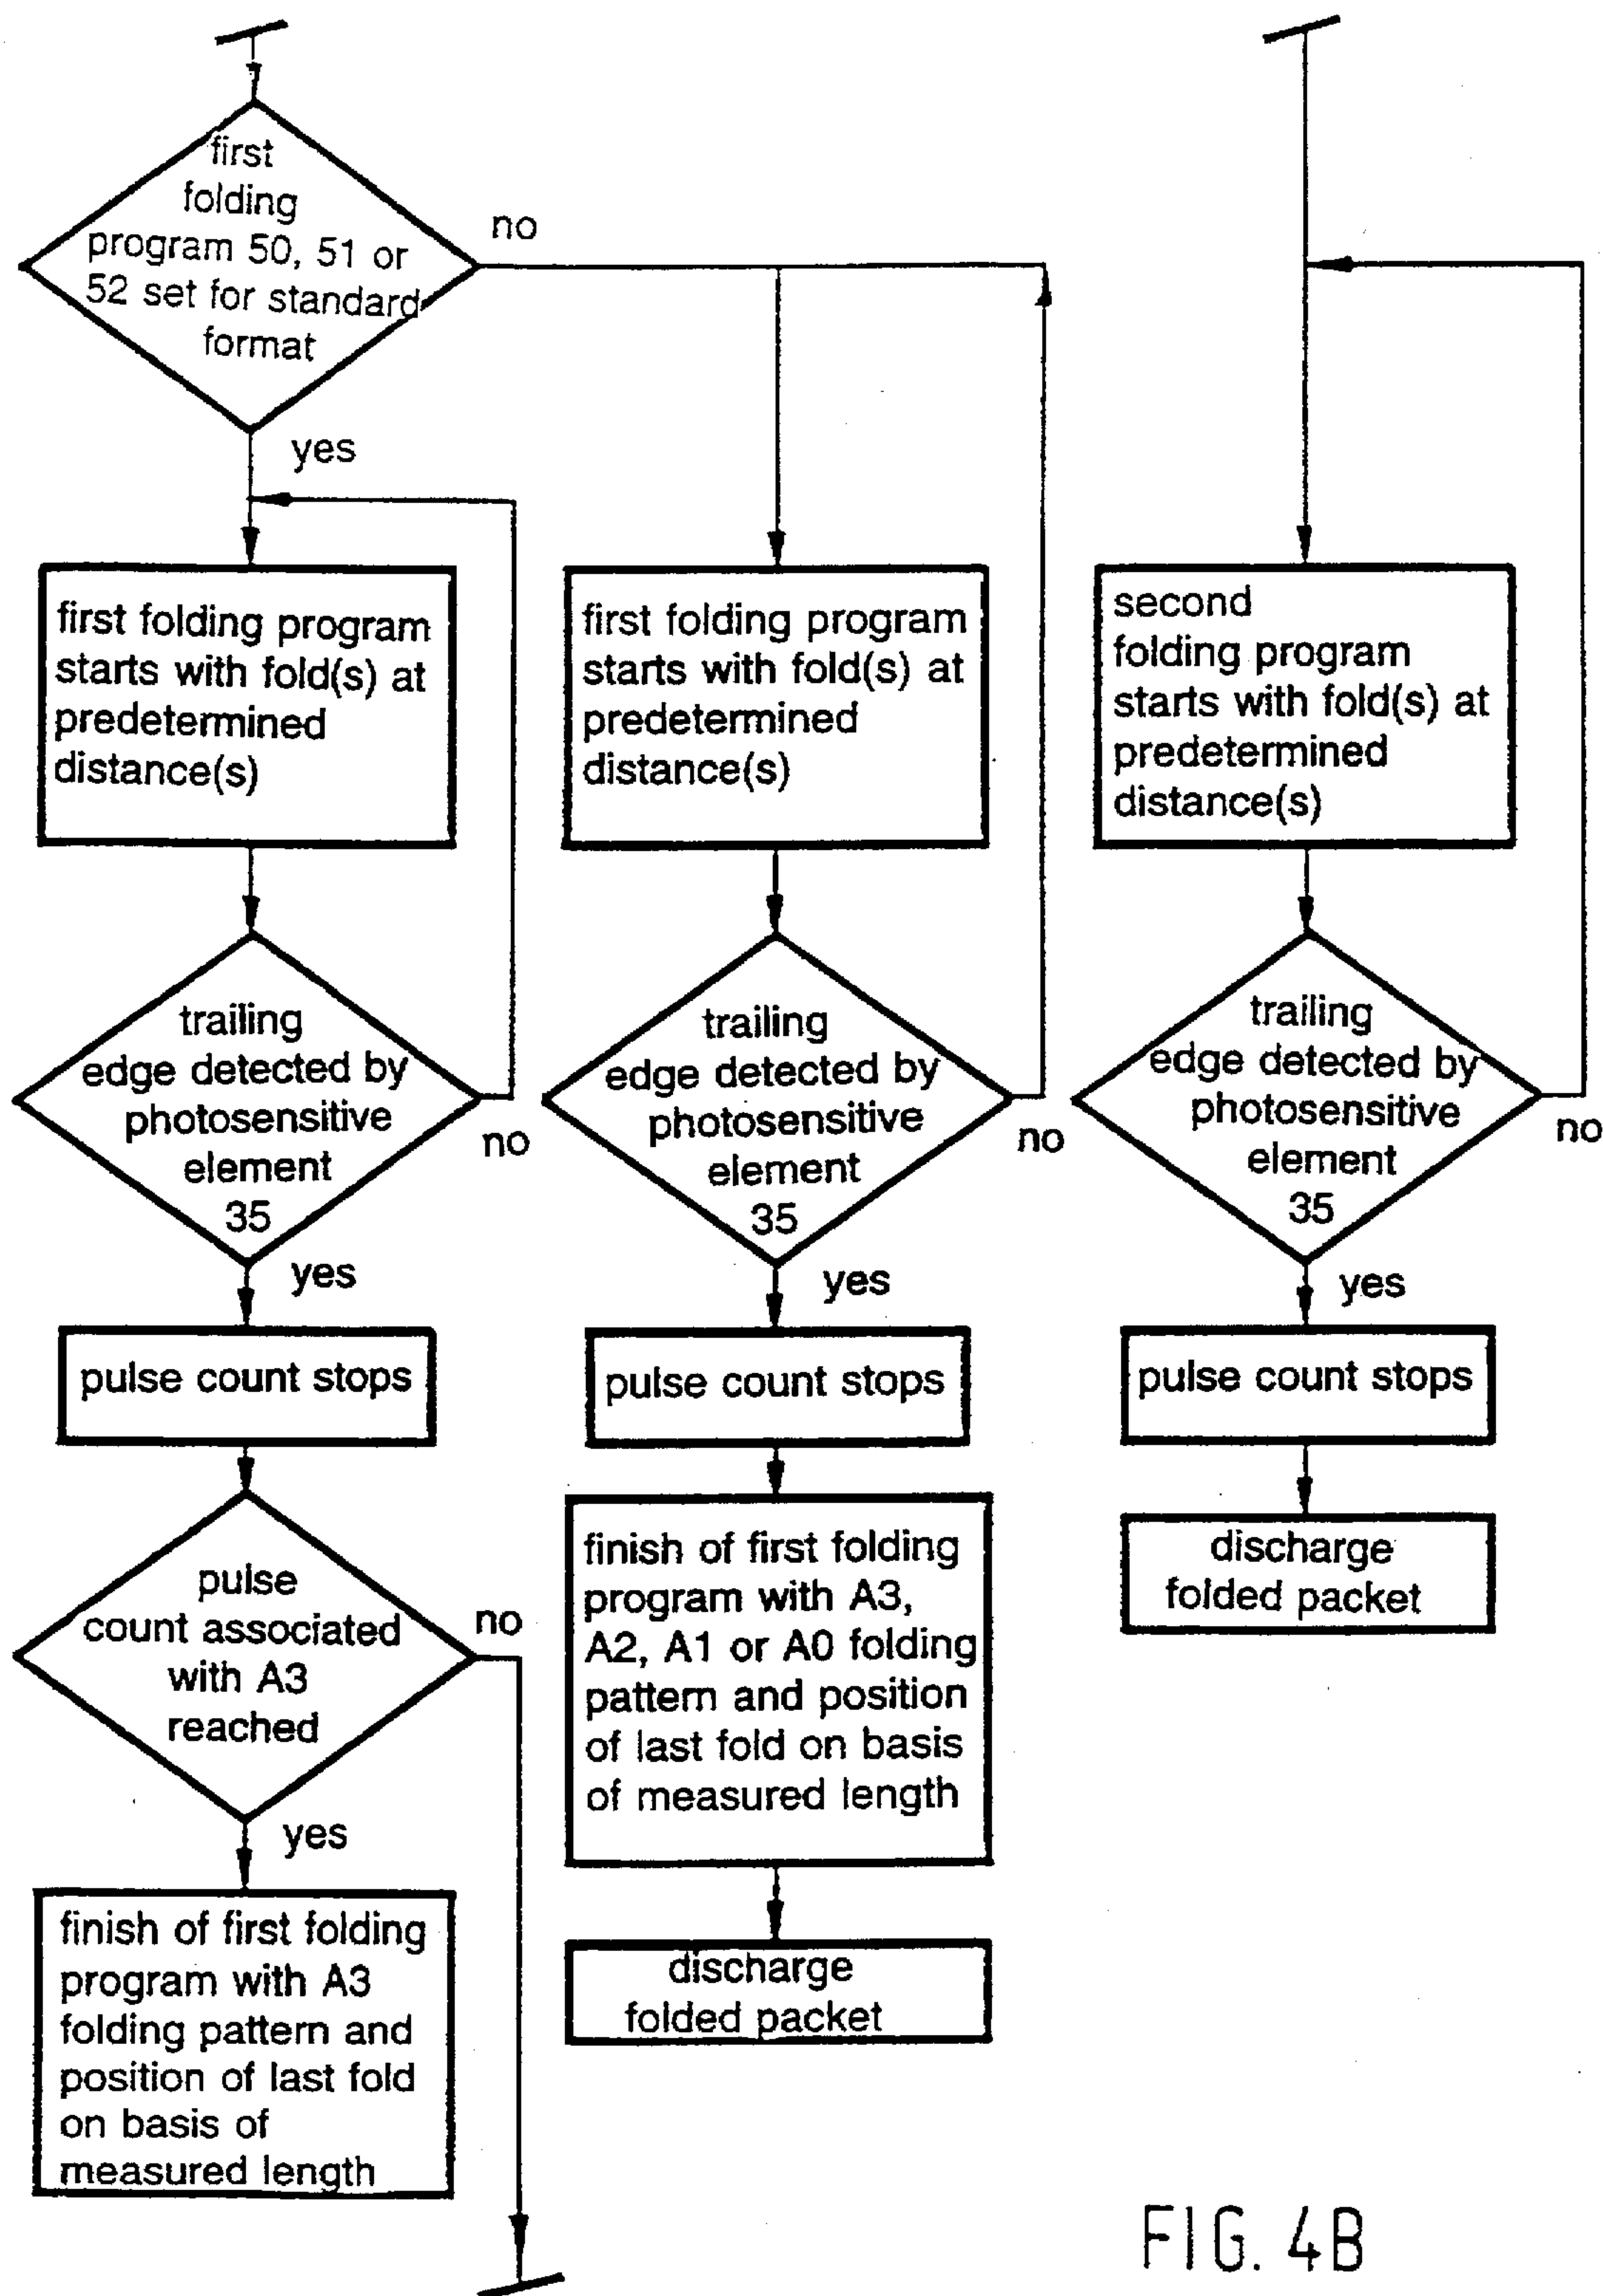 first
folding
program 50, 51 or
52 set for standard
format
no
yes
first folding program
starts with fold(s) at
predetermined
distance(s)
trailing
edge detected by
photosensitive
element
35
no
yes
pulse count stops
pulse
count associated
with A3
reached
no
yes
finish of first folding
program with A3
folding pattern and
position of last fold
on basis of
measured length
first folding program
starts with fold(s) at
predetermined
distance(s)
trailing
edge detected by
photosensitive
element
35
no
yes
pulse count stops
finish of first folding
program with A3,
A2, A1 or A0 folding
pattern and position
of last fold on basis
of measured length
discharge
folded packet
second
folding program
starts with fold(s) at
predetermined
distance(s)
trailing
edge detected by
photosensitive
element
35
no
yes
pulse count stops
discharge
folded packet
FIG. 4B